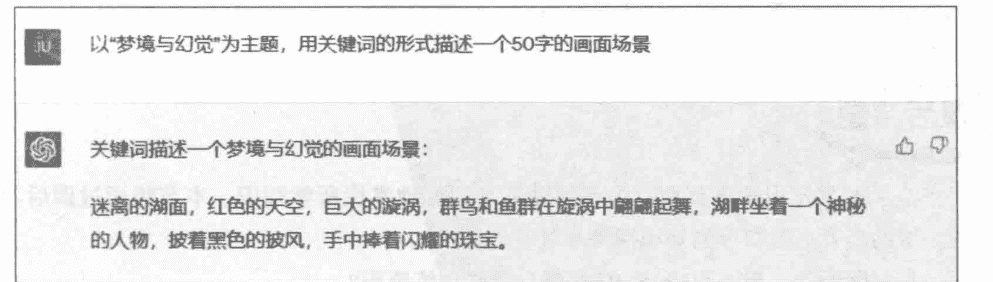 JU
以“梦境与幻觉”为主题，用关键词的形式描述一个50字的画面场景
关键词描述一个梦境与幻觉的画面场景：
迷离的湖面，红色的天空，巨大的漩涡，群鸟和鱼群在旋涡中翩翩起舞，湖畔坐着一个神秘
的人物，披着黑色的披风，手中捧着闪耀的珠宝。